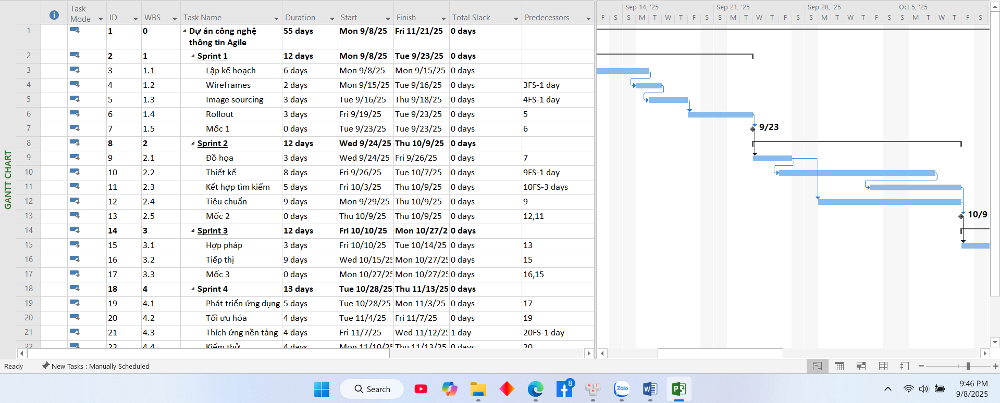 Sep 14, '25 Sep 21, '25 Sep 28, '25 Oct 5, '25
Task Mode ID WBS Task Name Duration Start Finish Total Slack Predecessors
F S S M T W T F S S M T W T F S S M T W T F S S M T W T F S
1 1 0 Dự án công nghệ thông tin Agile 55 days Mon 9/8/25 Fri 11/21/25 0 days
2 2 1 Sprint 1 12 days Mon 9/8/25 Tue 9/23/25 0 days
3 3 1.1 Lập kế hoạch 6 days Mon 9/8/25 Mon 9/15/25 0 days
4 4 1.2 Wireframes 2 days Mon 9/15/25 Tue 9/16/25 0 days 3FS-1 day
5 5 1.3 Image sourcing 3 days Tue 9/16/25 Thu 9/18/25 0 days 4FS-1 day
6 6 1.4 Rollout 3 days Fri 9/19/25 Tue 9/23/25 0 days 5
7 7 1.5 Mốc 1 0 days Tue 9/23/25 Tue 9/23/25 0 days 6 9/23
8 8 2 Sprint 2 12 days Wed 9/24/25 Thu 10/9/25 0 days
9 9 2.1 Đồ họa 3 days Wed 9/24/25 Fri 9/26/25 0 days 7
10 10 2.2 Thiết kế 8 days Fri 9/26/25 Tue 10/7/25 0 days 9FS-1 day
11 11 2.3 Kết hợp tìm kiếm 5 days Fri 10/3/25 Thu 10/9/25 0 days 10FS-3 days
12 12 2.4 Tiêu chuẩn 9 days Mon 9/29/25 Thu 10/9/25 0 days 9
13 13 2.5 Mốc 2 0 days Thu 10/9/25 Thu 10/9/25 0 days 12,11 10/9
14 14 3 Sprint 3 12 days Fri 10/10/25 Mon 10/27/2 0 days
15 15 3.1 Hợp pháp 3 days Fri 10/10/25 Tue 10/14/25 0 days 13
16 16 3.2 Tiếp thị 9 days Wed 10/15/25 Mon 10/27/25 0 days 15
17 17 3.3 Mốc 3 0 days Mon 10/27/25 Mon 10/27/25 0 days 16,15
18 18 4 Sprint 4 13 days Tue 10/28/25 Thu 11/13/25 0 days
19 19 4.1 Phát triển ứng dụng 5 days Tue 10/28/25 Mon 11/3/25 0 days 17
20 20 4.2 Tối ưu hóa 4 days Tue 11/4/25 Fri 11/7/25 0 days 19
21 21 4.3 Thích ứng nền tảng 4 days Fri 11/7/25 Wed 11/12/25 1 day 20FS-1 day
22 22 4.4 Kiểm thử 4 days Mon 11/10/25 Thu 11/13/25 0 days 20
GANTT CHART
Ready New Tasks : Manually Scheduled
Search 8 Zalo 9:46 PM
9/8/2025